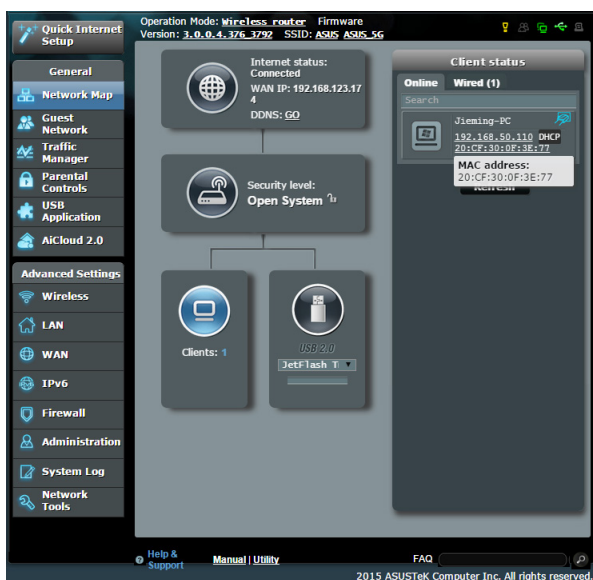 Quick Internet
Setup
Operation Mode: Wireless router Firmware
Version: 3.0.0.4.376_3792 SSID: ASUS ASUS_5G
General
Network Map
Guest
Network
Traffic
Manager
Parental
Controls
USB
Application
AiCloud 2.0
Advanced Settings
Wireless
LAN
WAN
IPv6
Firewall
Administration
System Log
Network
Tools
Internet status:
Connected
WAN IP: 192.168.123.17
4
DDNS: GO
Security level:
Open System
Clients: 1
USB 2.0
JetFlash T
Client status
Online Wired (1)
Search
Jieming-PC
192.168.50.110 DHCP
20:CF:30:0F:3E:77
MAC address:
20:CF:30:0F:3E:77
Refresh
Help &
Support
Manual | Utility
FAQ
2015 ASUSTeK Computer Inc. All rights reserved.